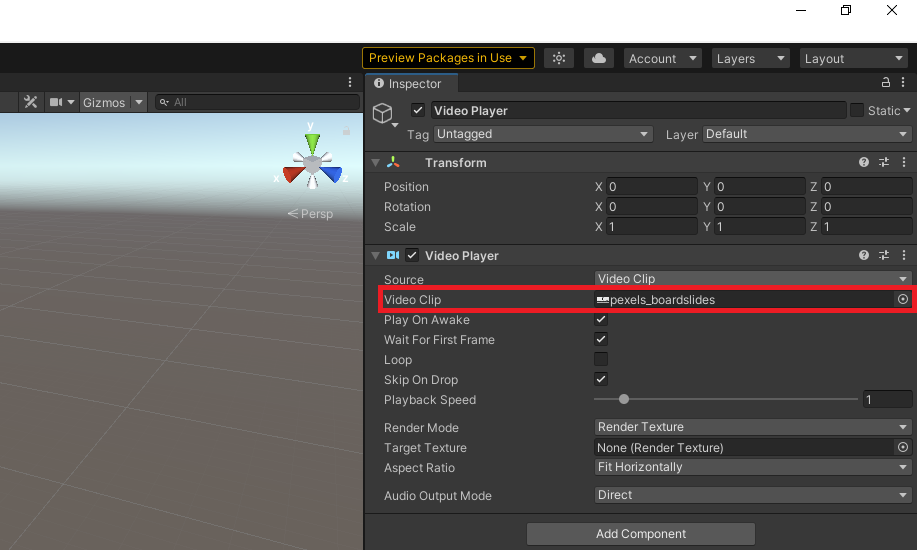 Preview Packages in Use
Account
Layers
Layout
Inspector
Gizmos
All
Video Player
Static
Tag Untagged Layer Default
y
x
z
Persp
Transform
Position X 0 Y 0 Z 0
Rotation X 0 Y 0 Z 0
Scale X 1 Y 1 Z 1
Video Player
Source Video Clip
Video Clip pexels_boardslides
Play On Awake
Wait For First Frame
Loop
Skip On Drop
Playback Speed 1
Render Mode Render Texture
Target Texture None (Render Texture)
Aspect Ratio Fit Horizontally
Audio Output Mode Direct
Add Component